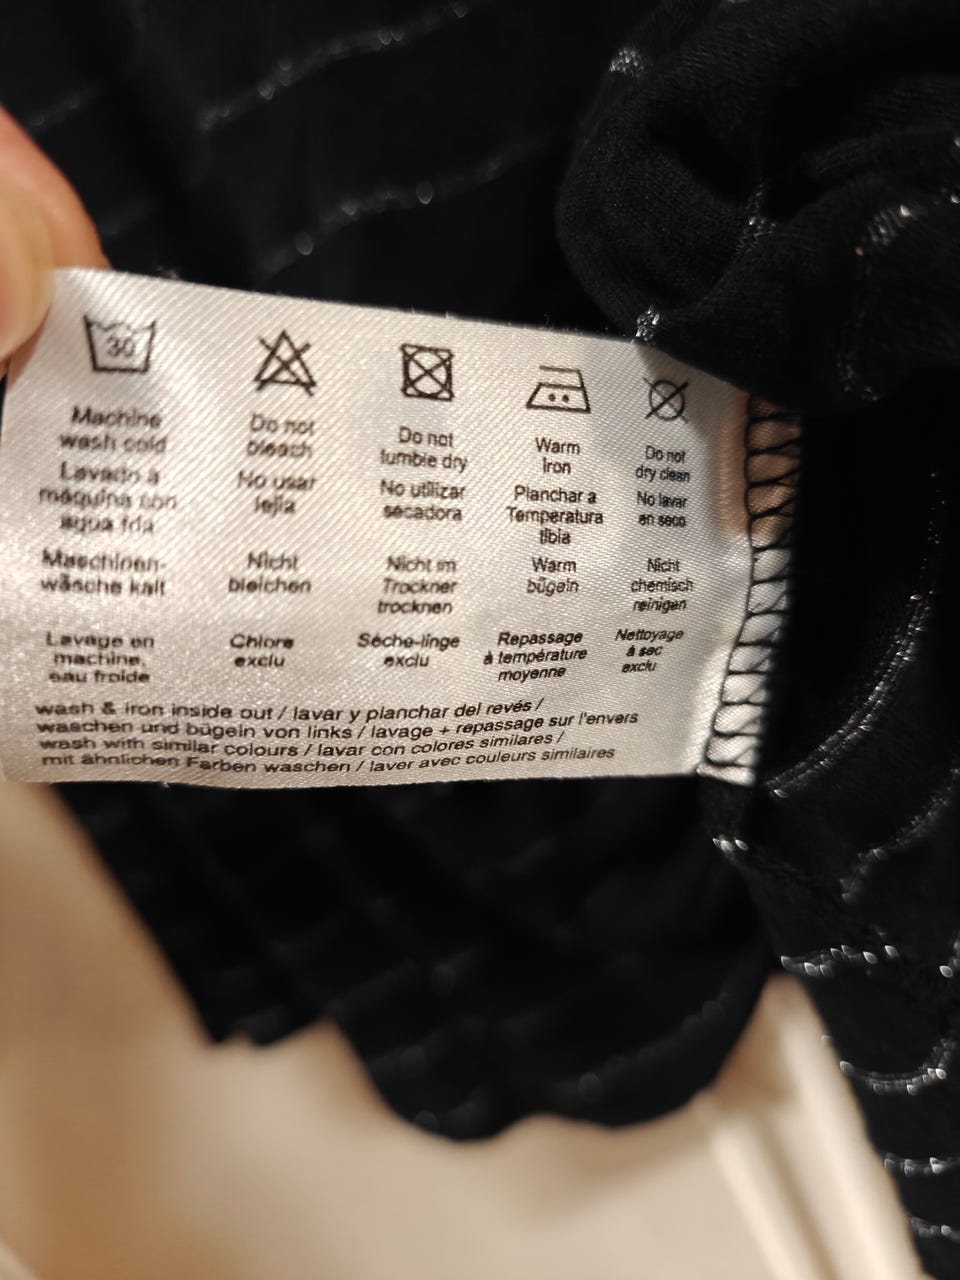 30
Machine
wash cold
Lavado à
máquina con
agua fría
Maschinen-
wäsche kalt
Lavage en
machine,
eau froide
Do not
bleach
No usar
lejia
Nicht
bleichen
Chlore
exclu
Do not
tumble dry
No utilizar
secadora
Nicht im
Trockner
trocknen
Séche-linge
exclu
Warm
Iron
Planchar a
Temperatura
tibia
Warm
bügeln
Repassage
à température
moyenne
Do not
dry clean
No lavar
en seco
Nicht
chemisch
reinigen
Nettoyage
à sec
exclu
wash & iron inside out / lavar y planchar del revés /
waschen und bügeln von links / lavage + repassage sur l'envers
wash with similar colours / lavar con colores similares /
mit ähnlichen Farben waschen / laver avec couleurs similaires